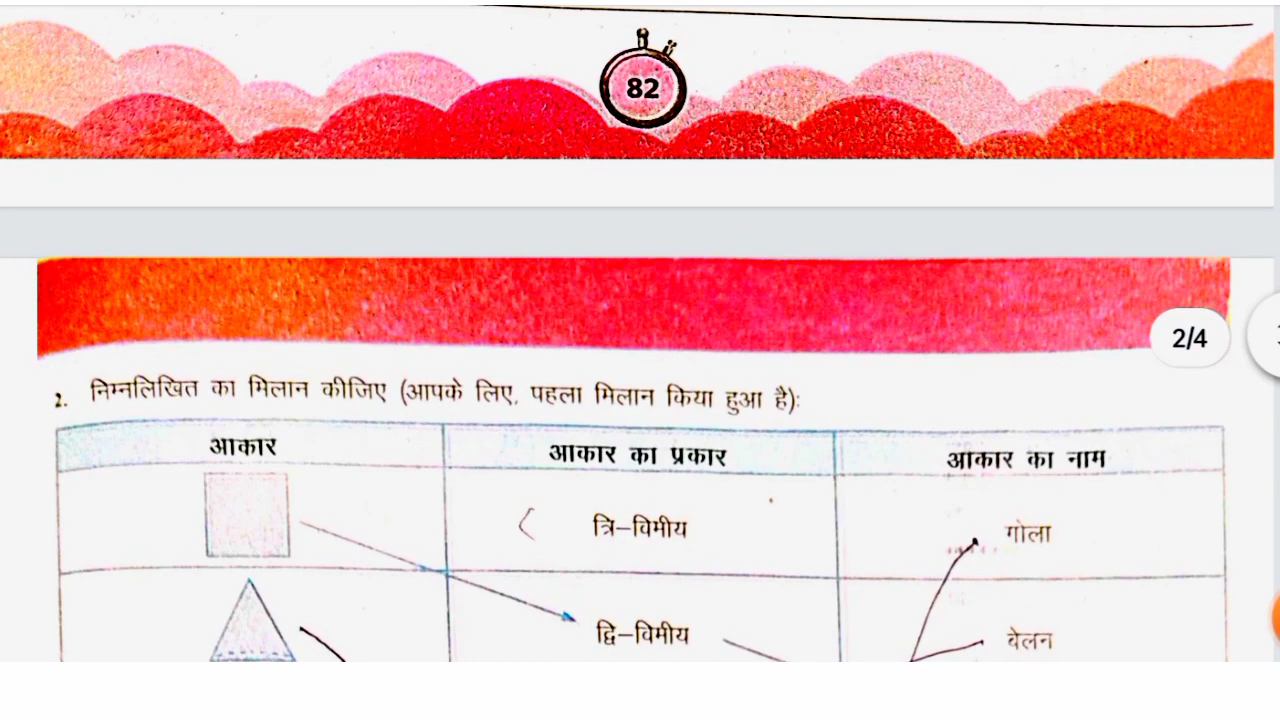 82
2/4
2. निम्नलिखित का मिलान कीजिए (आपके लिए, पहला मिलान किया हुआ है):
आकार आकार का प्रकार आकार का नाम
त्रि–विमीय गोला
द्वि–विमीय बेलन